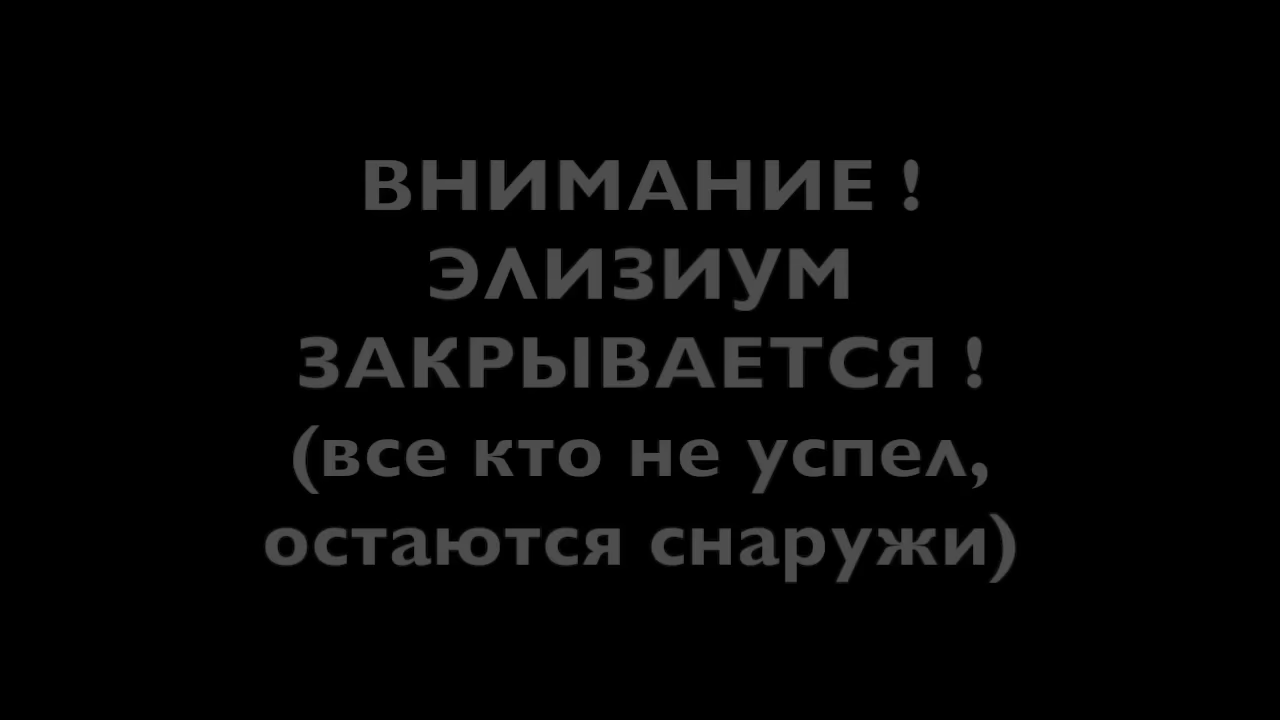 ВНИМАНИЕ !
ЭЛИЗИУМ
ЗАКРЫВАЕТСЯ !
(все кто не успел,
остаются снаружи)